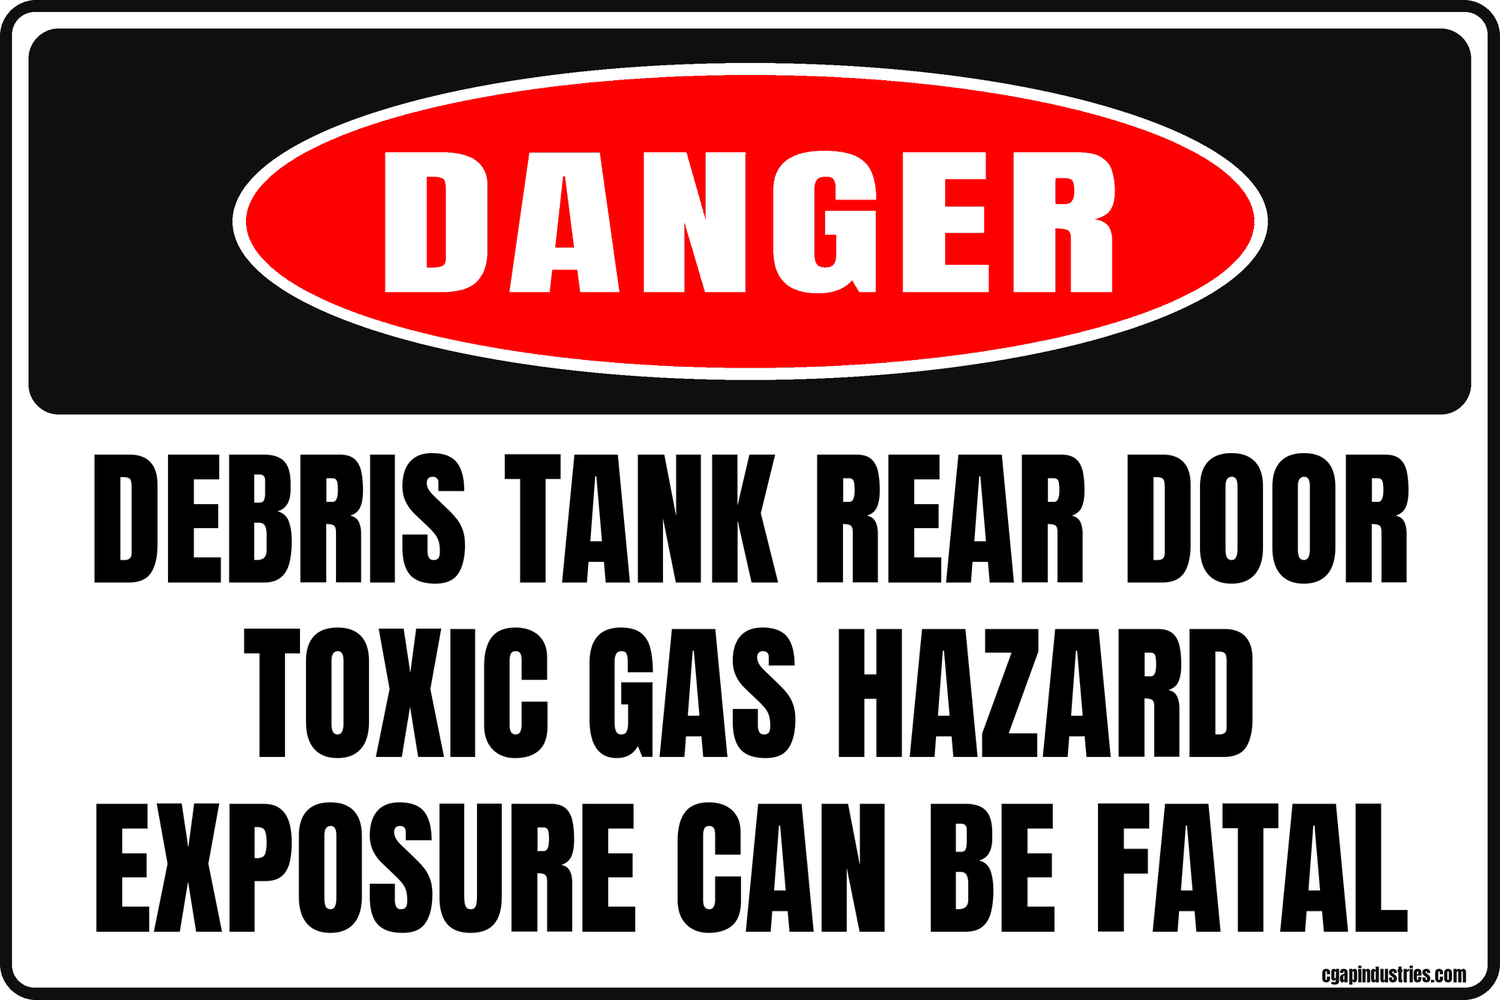 DANGER
DEBRIS TANK REAR DOOR
TOXIC GAS HAZARD
EXPOSURE CAN BE FATAL
cgapindustries.com